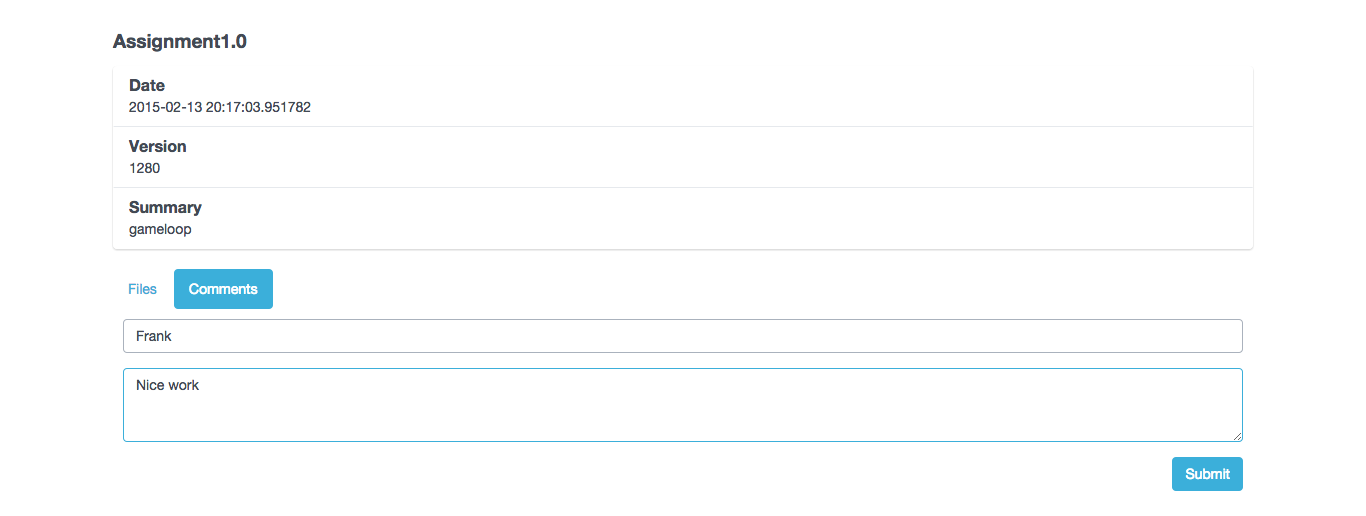 Assignment1.0
Date
2015-02-13 20:17:03.951782
Version
1280
Summary
gameloop
Files Comments
Frank
Nice work
Submit